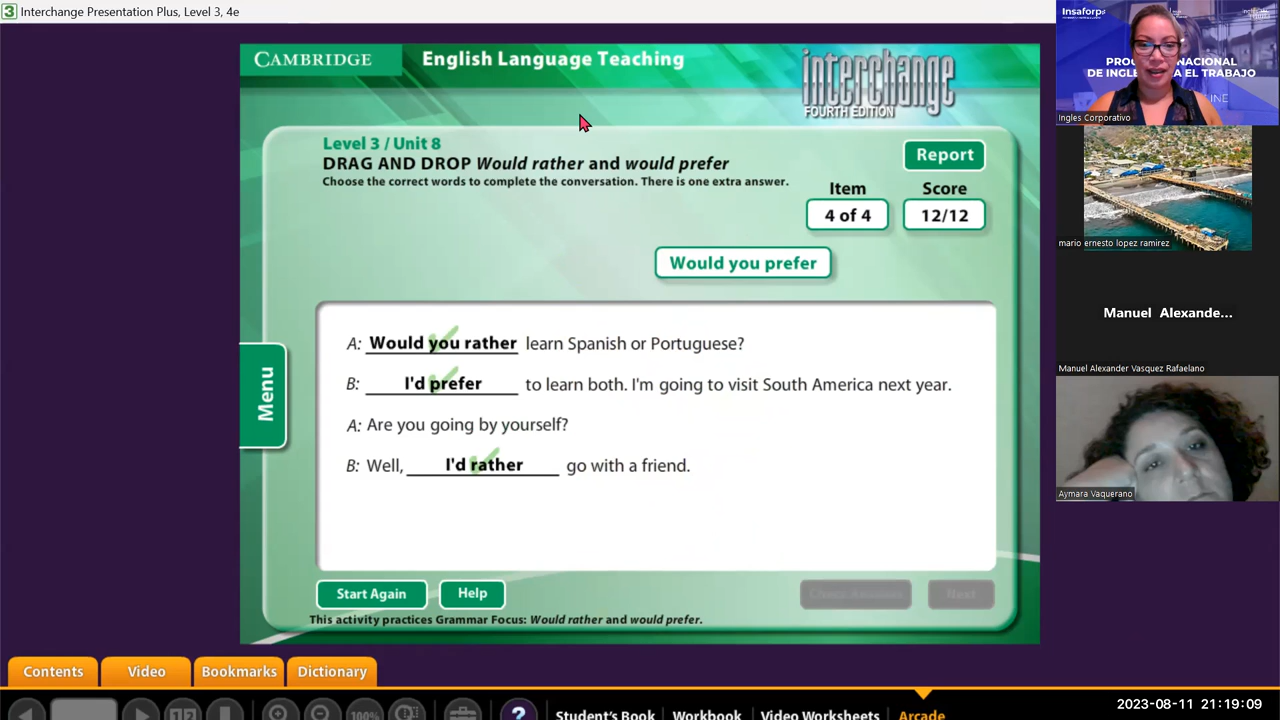 Interchange Presentation Plus, Level 3, 4e
CAMBRIDGE
English Language Teaching
interchange
FOURTH EDITION
Level 3 / Unit 8
DRAG AND DROP Would rather and would prefer
Choose the correct words to complete the conversation. There is one extra answer.
Report
Item
Score
4 of 4
12/12
Would you prefer
A: Would you rather learn Spanish or Portuguese?
B: I'd prefer to learn both. I'm going to visit South America next year.
A: Are you going by yourself?
B: Well, I'd rather go with a friend.
Menu
Start Again
Help
Check Answers
Next
This activity practices Grammar Focus: Would rather and would prefer.
Contents
Video
Bookmarks
Dictionary
100%
?
Student's Book
Workbook
Video Worksheets
Arcade
Insaforp
Ingles Corporativo
mario ernesto lopez ramirez
Manuel Alexande...
Manuel Alexander Vasquez Rafaelano
Aymara Vaquerano
2023-08-11 21:19:09